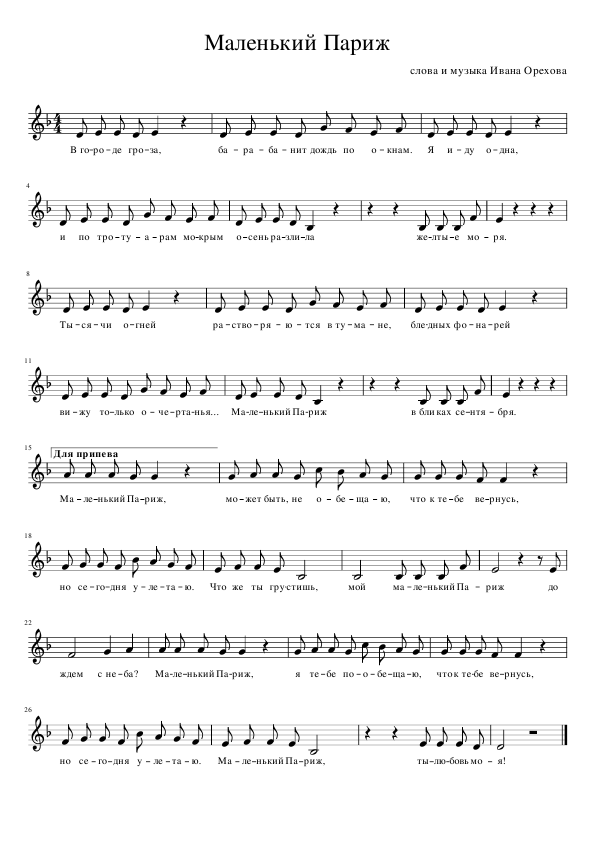 Маленький Париж
слова и музыка Ивана Орехова
В го-ро-де гро-за, ба-ра-ба-нит дождь по о-кнам. Я и-ду о-дна,
4
и по тро-ту-а-рам мо-крым о-сень ра-зли-ла же-лты-е мо-ря.
8
Ты-ся-чи о-гней ра-ство-ря-ю-тся в ту-ма-не, бле-дных фо-на-рей
11
ви-жу то-лько о-че-рта-нья... Ма-ле-нький Па-риж в бли-ках се-нтя-бря.
15
Для припева
Ма-ле-нький Па-риж, мо-жет быть, не о-бе-ща-ю, что к те-бе ве-рнусь,
18
но се-го-дня у-ле-та-ю. Что же ты гру-стишь, мой ма-ле-нький Па-риж до
22
ждем с не-ба? Ма-ле-нький Па-риж, я те-бе по-о-бе-ща-ю, что к те-бе ве-рнусь,
26
но се-го-дня у-ле-та-ю. Ма-ле-нький Па-риж, ты-лю-бовь мо-я!